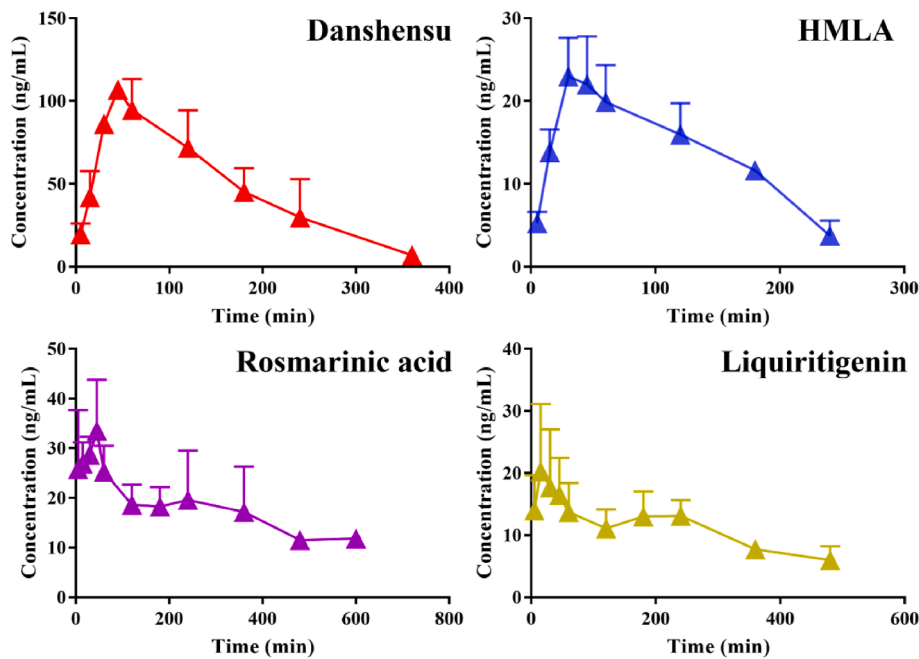 Danshensu
Concentration (ng/mL)
150
100
50
0
0 100 200 300 400
Time (min)
HMLA
Concentration (ng/mL)
30
20
10
0
0 100 200 300
Time (min)
Rosmarinic acid
Concentration (ng/mL)
50
40
30
20
10
0
0 200 400 600 800
Time (min)
Liquiritigenin
Concentration (ng/mL)
40
30
20
10
0
0 200 400 600
Time (min)